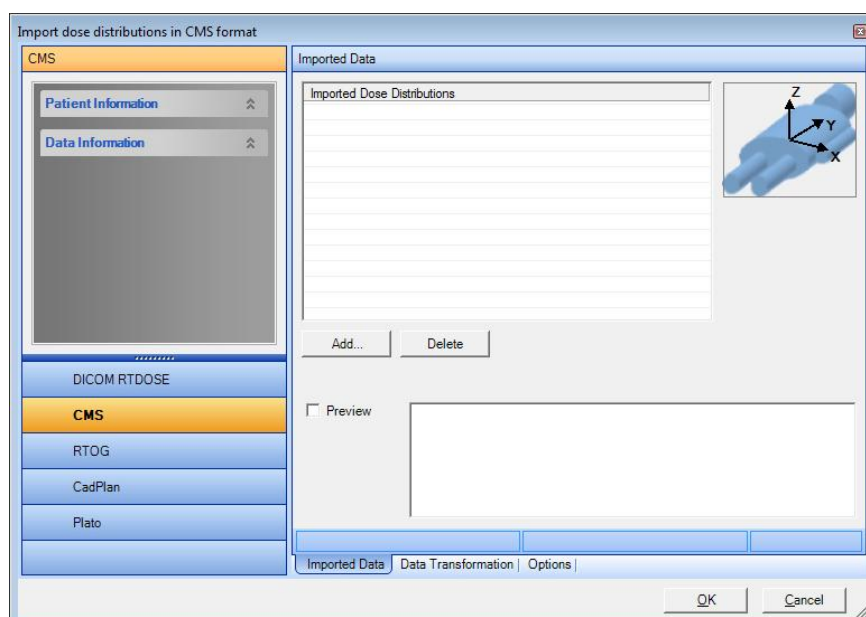 Import dose distributions in CMS format
CMS
Patient Information
Data Information
DICOM RTDOSE
CMS
RTOG
CadPlan
Plato
Imported Data
Imported Dose Distributions
Z
Y
X
Add...
Delete
Preview
Imported Data
Data Transformation
Options
OK
Cancel